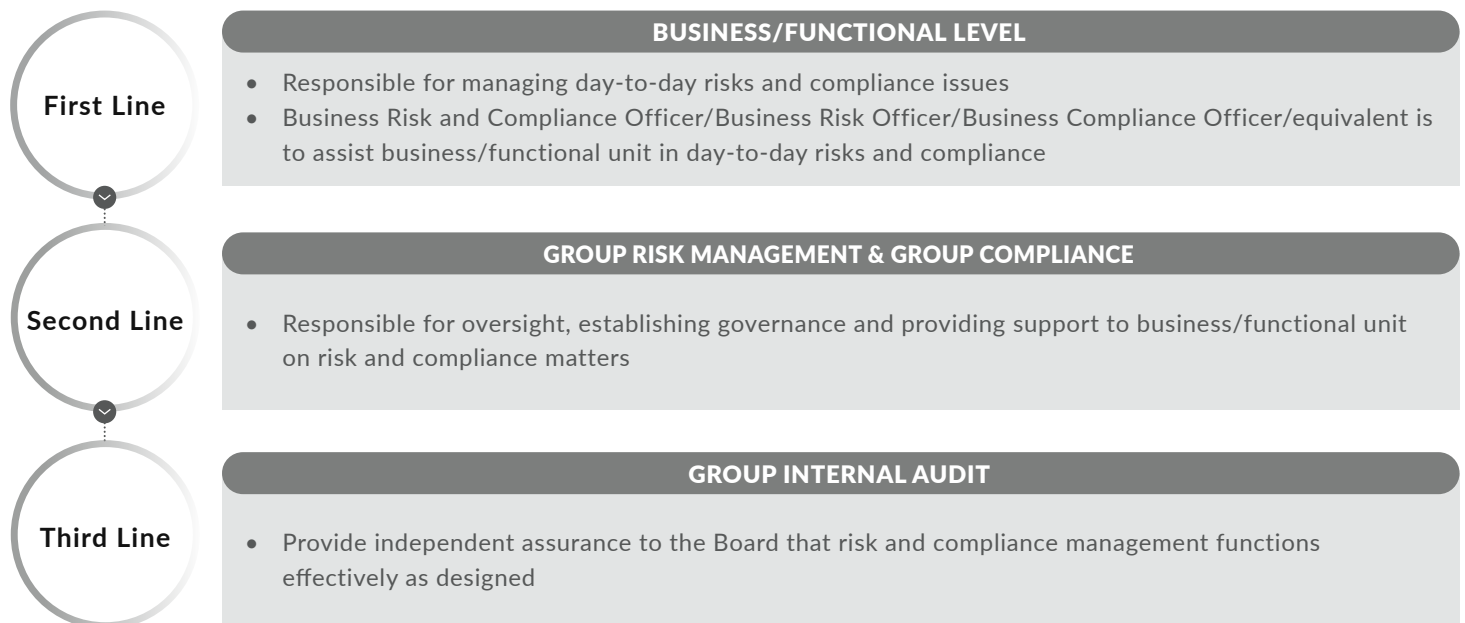 First Line
BUSINESS/FUNCTIONAL LEVEL
• Responsible for managing day-to-day risks and compliance issues
• Business Risk and Compliance Officer/Business Risk Officer/Business Compliance Officer/equivalent is
to assist business/functional unit in day-to-day risks and compliance
Second Line
GROUP RISK MANAGEMENT & GROUP COMPLIANCE
• Responsible for oversight, establishing governance and providing support to business/functional unit
on risk and compliance matters
Third Line
GROUP INTERNAL AUDIT
• Provide independent assurance to the Board that risk and compliance management functions
effectively as designed